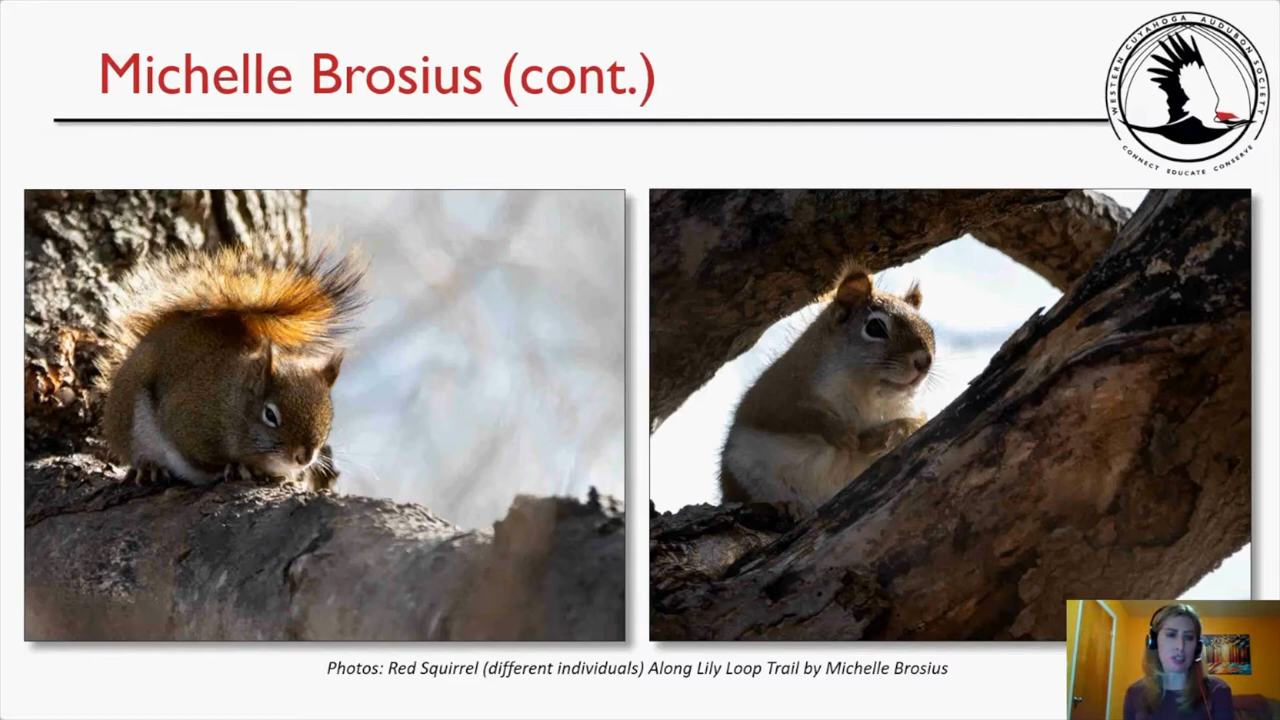 Michelle Brosius (cont.)
WESTERN CUYAHOGA AUDUBON SOCIETY
CONNECT EDUCATE CONSERVE
Photos: Red Squirrel (different individuals) Along Lily Loop Trail by Michelle Brosius